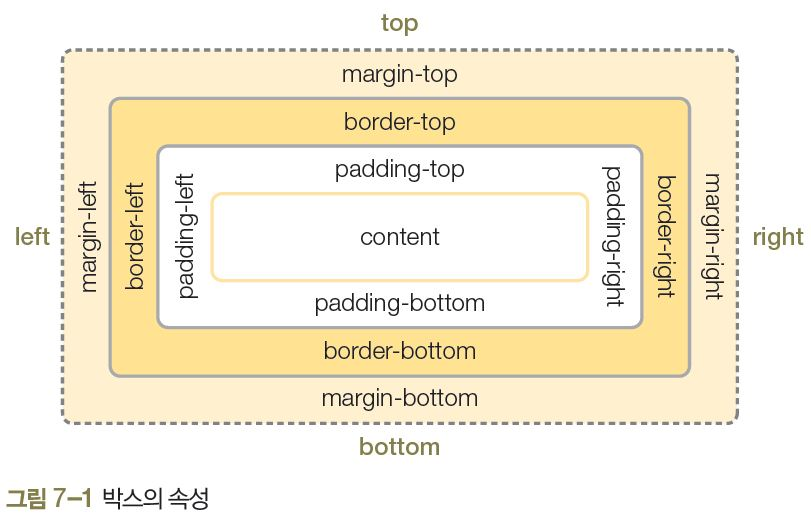 top
margin-top
border-top
padding-top
left
margin-left
border-left
padding-left
content
padding-right
border-right
margin-right
right
padding-bottom
border-bottom
margin-bottom
bottom
그림 7–1 박스의 속성